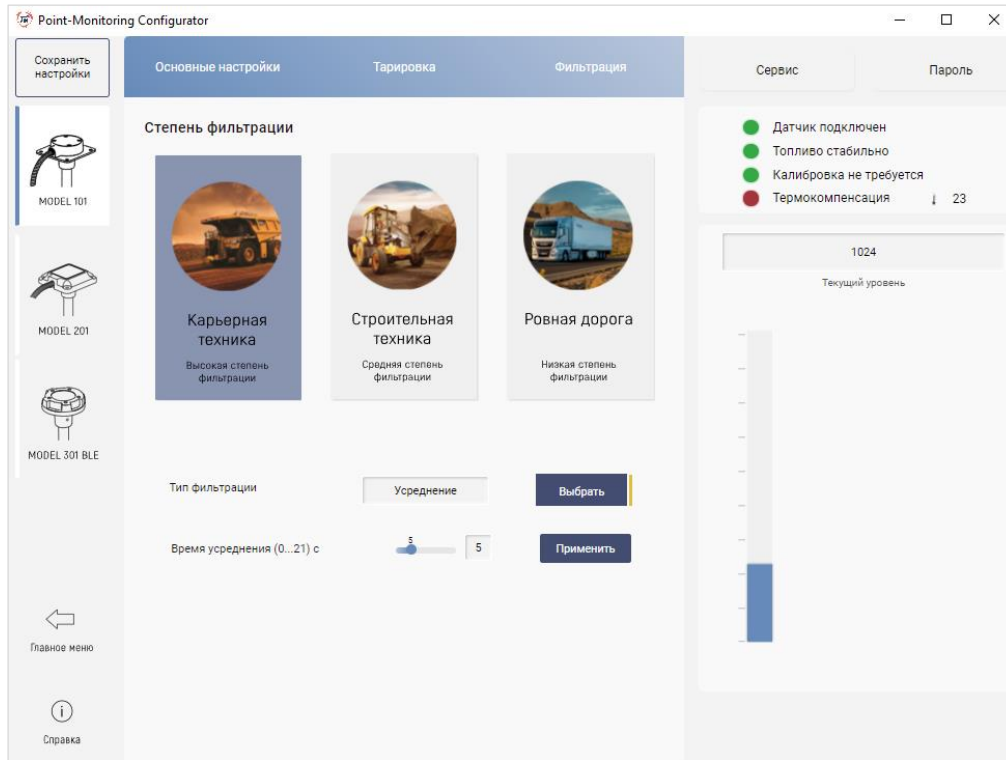 Point-Monitoring Configurator
Сохранить
настройки
Основные настройки
Тарировка
Фильтрация
Сервис
Пароль
MODEL 101
MODEL 201
MODEL 301 BLE
Главное меню
Справка
Степень фильтрации
Карьерная
техника
Высокая степень
фильтрации
Строительная
техника
Средняя степень
фильтрации
Ровная дорога
Низкая степень
фильтрации
Тип фильтрации
Усреднение
Выбрать
Время усреднения (0...21) с
5
5
Применить
Датчик подключен
Топливо стабильно
Калибровка не требуется
Термокомпенсация
23
1024
Текущий уровень